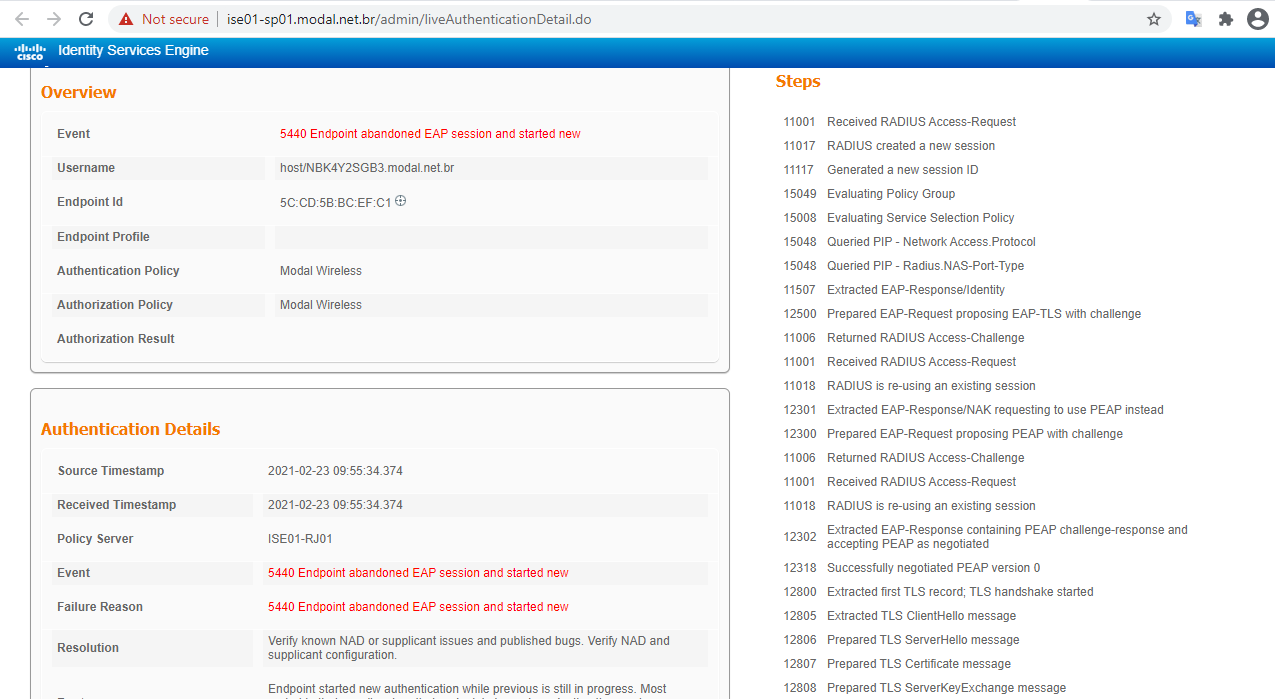 Not secure | ise01-sp01.modal.net.br/admin/liveAuthenticationDetail.do
cisco Identity Services Engine
Overview
Event 5440 Endpoint abandoned EAP session and started new
Username host/NBK4Y2SGB3.modal.net.br
Endpoint Id 5C:CD:5B:BC:EF:C1
Endpoint Profile
Authentication Policy Modal Wireless
Authorization Policy Modal Wireless
Authorization Result
Authentication Details
Source Timestamp 2021-02-23 09:55:34.374
Received Timestamp 2021-02-23 09:55:34.374
Policy Server ISE01-RJ01
Event 5440 Endpoint abandoned EAP session and started new
Failure Reason 5440 Endpoint abandoned EAP session and started new
Resolution Verify known NAD or supplicant issues and published bugs. Verify NAD and
supplicant configuration.
Endpoint started new authentication while previous is still in progress. Most
Steps
11001 Received RADIUS Access-Request
11017 RADIUS created a new session
11117 Generated a new session ID
15049 Evaluating Policy Group
15008 Evaluating Service Selection Policy
15048 Queried PIP - Network Access.Protocol
15048 Queried PIP - Radius.NAS-Port-Type
11507 Extracted EAP-Response/Identity
12500 Prepared EAP-Request proposing EAP-TLS with challenge
11006 Returned RADIUS Access-Challenge
11001 Received RADIUS Access-Request
11018 RADIUS is re-using an existing session
12301 Extracted EAP-Response/NAK requesting to use PEAP instead
12300 Prepared EAP-Request proposing PEAP with challenge
11006 Returned RADIUS Access-Challenge
11001 Received RADIUS Access-Request
11018 RADIUS is re-using an existing session
12302 Extracted EAP-Response containing PEAP challenge-response and
accepting PEAP as negotiated
12318 Successfully negotiated PEAP version 0
12800 Extracted first TLS record; TLS handshake started
12805 Extracted TLS ClientHello message
12806 Prepared TLS ServerHello message
12807 Prepared TLS Certificate message
12808 Prepared TLS ServerKeyExchange message